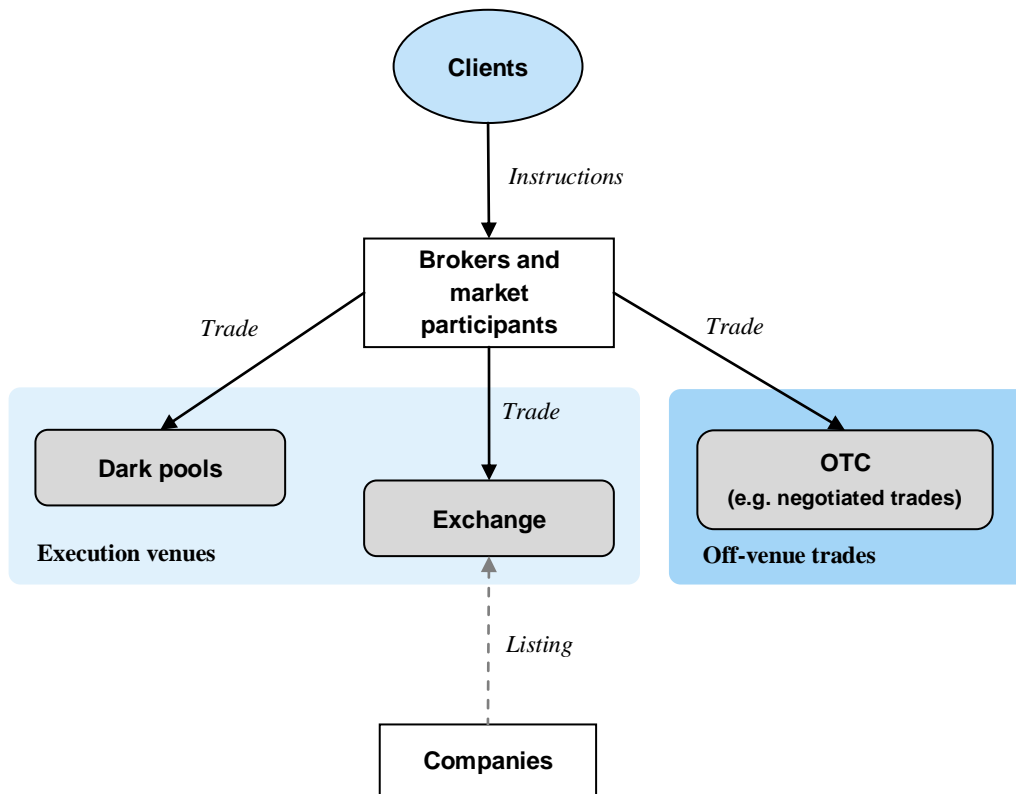 Clients
Instructions
Brokers and
market
participants
Trade
Trade
Trade
Dark pools
OTC
(e.g. negotiated trades)
Exchange
Execution venues
Off-venue trades
Listing
Companies